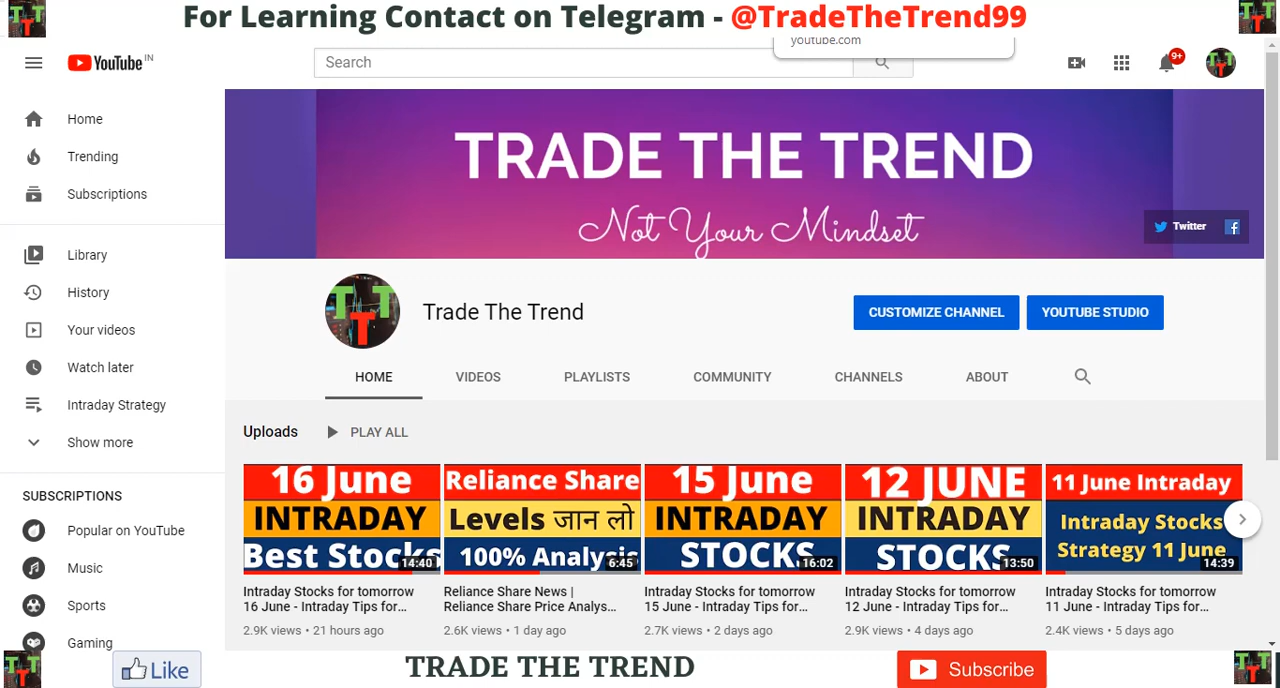 For Learning Contact on Telegram - @TradeTheTrend99
youtube.com
YouTube IN
Search
9+
Home
Trending
Subscriptions
Library
History
Your videos
Watch later
Intraday Strategy
Show more
SUBSCRIPTIONS
Popular on YouTube
Music
Sports
Gaming
TRADE THE TREND
Not Your Mindset
Twitter
TTT
Trade The Trend
CUSTOMIZE CHANNEL
YOUTUBE STUDIO
HOME
VIDEOS
PLAYLISTS
COMMUNITY
CHANNELS
ABOUT
Uploads
PLAY ALL
16 June
INTRADAY
Best Stocks
14:40
Intraday Stocks for tomorrow
16 June - Intraday Tips for...
2.9K views • 21 hours ago
Reliance Share
Levels जान लो
100% Analysis
6:45
Reliance Share News |
Reliance Share Price Analys...
2.6K views • 1 day ago
15 June
INTRADAY
STOCKS
16:02
Intraday Stocks for tomorrow
15 June - Intraday Tips for...
2.7K views • 2 days ago
12 JUNE
INTRADAY
STOCKS
13:50
Intraday Stocks for tomorrow
12 June - Intraday Tips for...
2.9K views • 4 days ago
11 June Intraday
Intraday Stocks
Strategy 11 June
14:39
Intraday Stocks for tomorrow
11 June - Intraday Tips for...
2.4K views • 5 days ago
Like
TRADE THE TREND
Subscribe